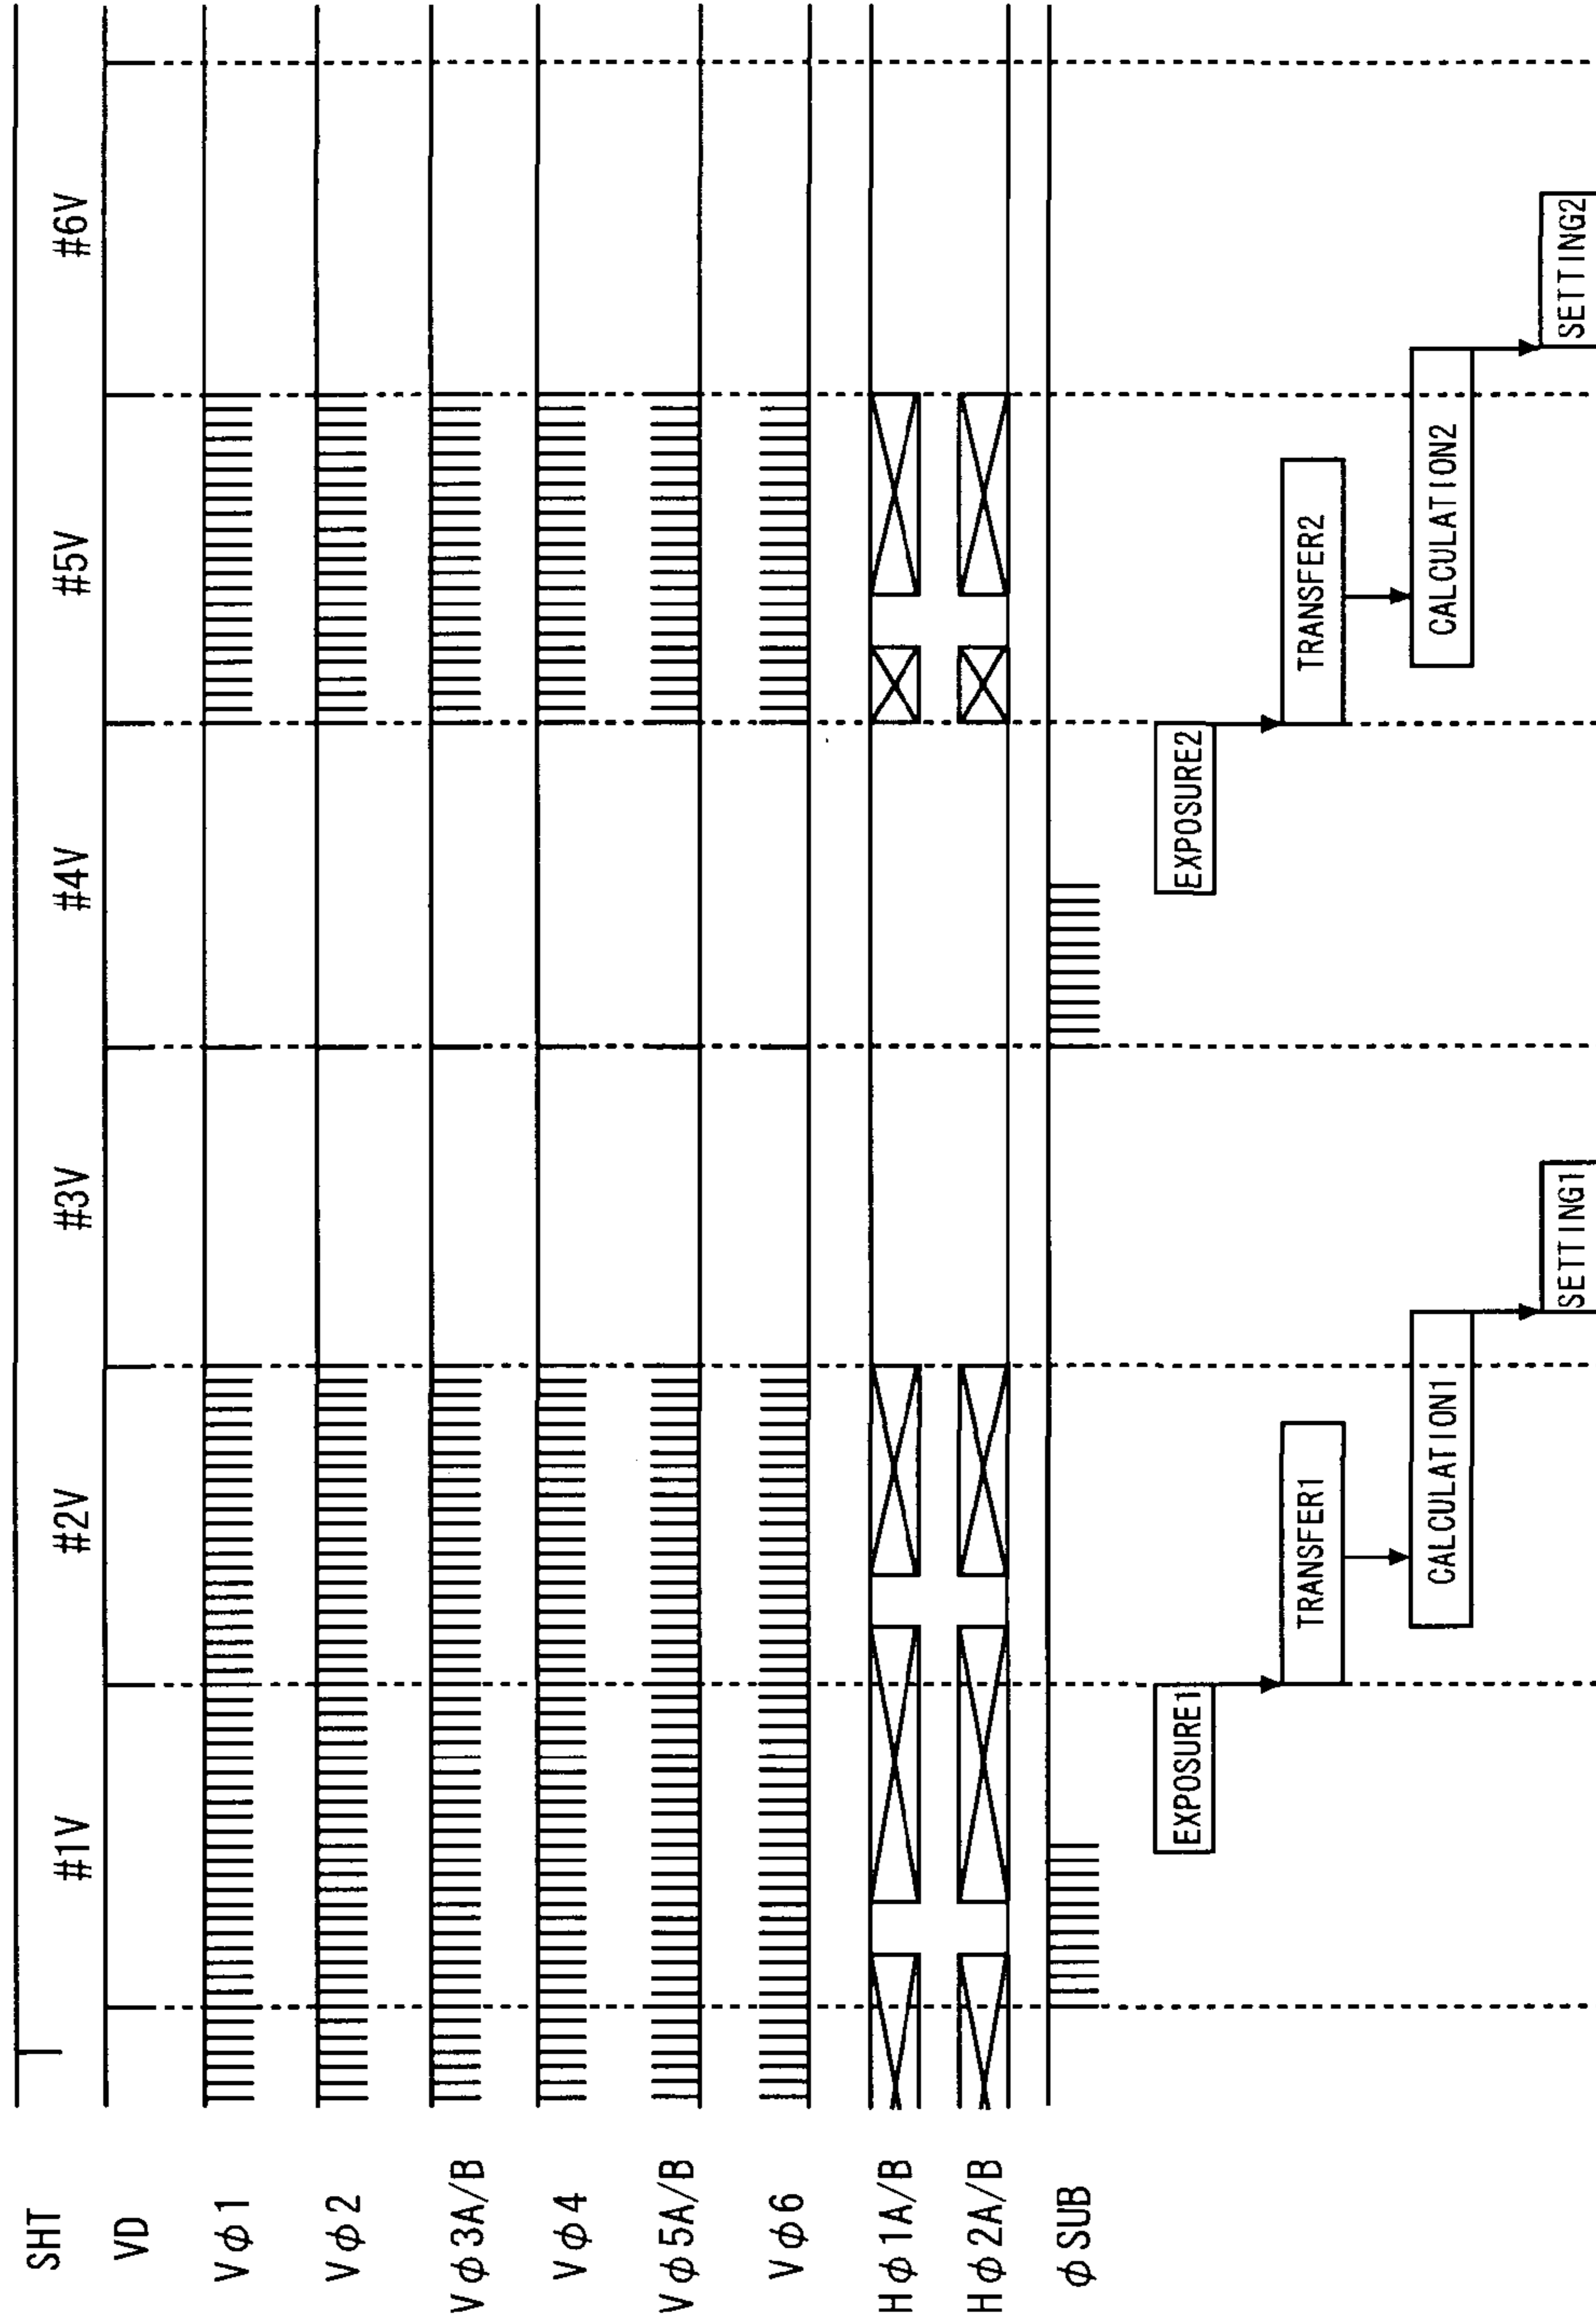 SHT
#1V #2V #3V #4V #5V #6V
VD
Vφ1
Vφ2
Vφ3A/B
Vφ4
Vφ5A/B
Vφ6
Hφ1A/B
Hφ2A/B
φSUB
EXPOSURE1 EXPOSURE2
TRANSFER1 TRANSFER2
CALCULATION1 CALCULATION2
SETTING1 SETTING2